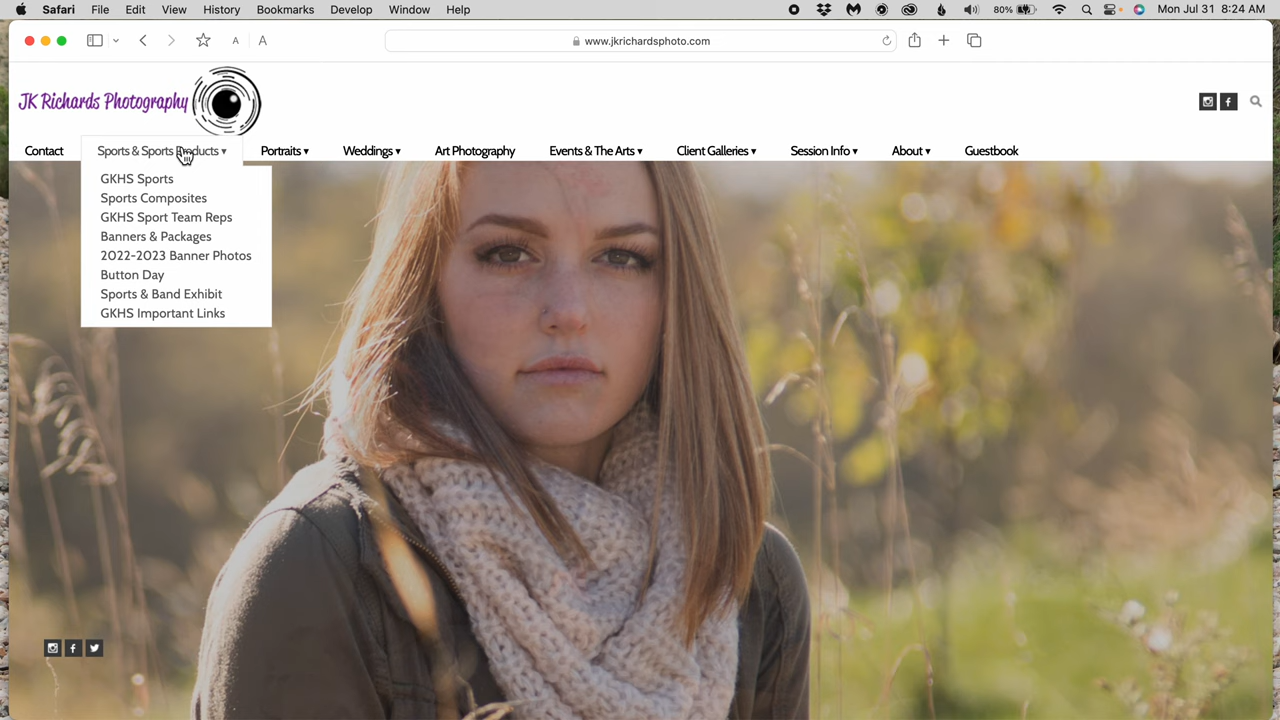 Safari File Edit View History Bookmarks Develop Window Help 80% Mon Jul 31 8:24 AM
A A www.jkrichardsphoto.com
JK Richards Photography
Contact Sports & Sports Products ▾ Portraits ▾ Weddings ▾ Art Photography Events & The Arts ▾ Client Galleries ▾ Session Info ▾ About ▾ Guestbook
GKHS Sports
Sports Composites
GKHS Sport Team Reps
Banners & Packages
2022-2023 Banner Photos
Button Day
Sports & Band Exhibit
GKHS Important Links